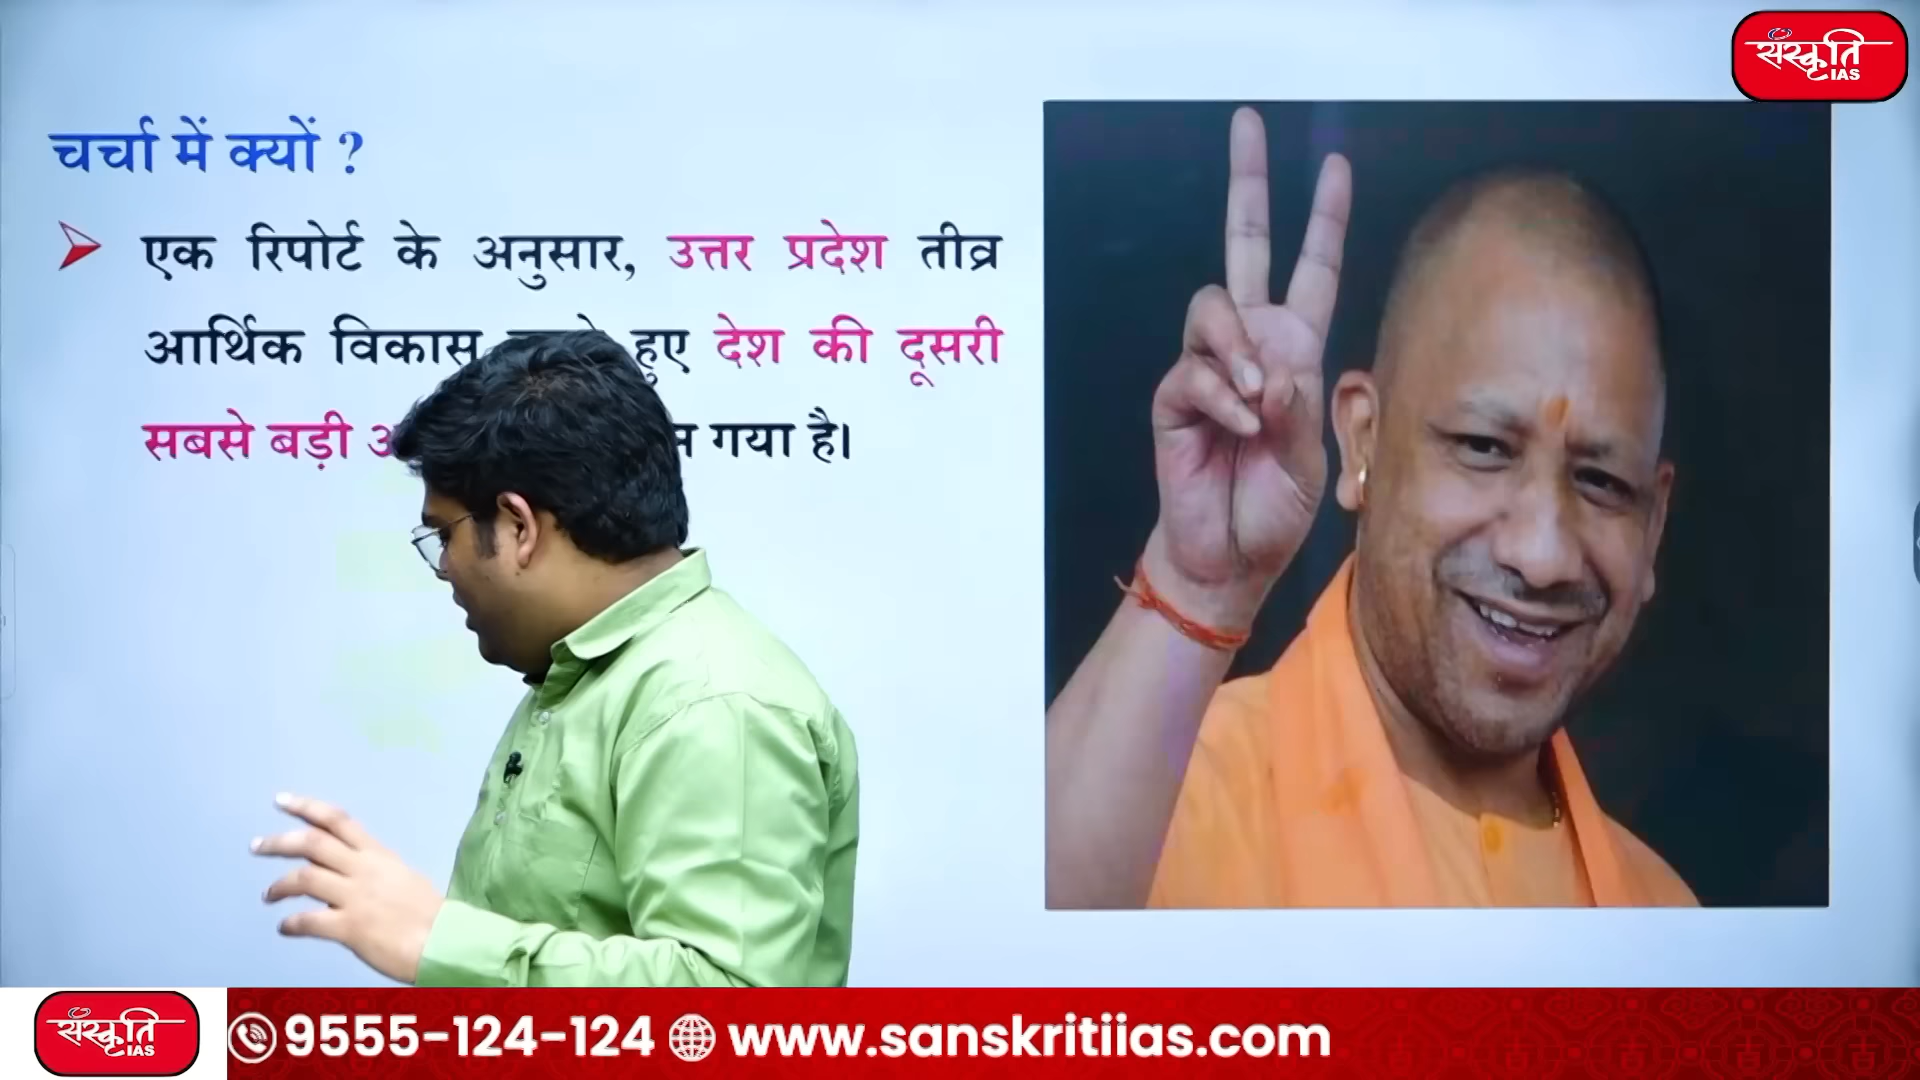 संस्कृति
IAS
चर्चा में क्यों ?
एक रिपोर्ट के अनुसार, उत्तर प्रदेश तीव्र
आर्थिक विकास हुए देश की दूसरी
सबसे बड़ी गया है।
संस्कृति
IAS
9555-124-124 www.sanskritiias.com